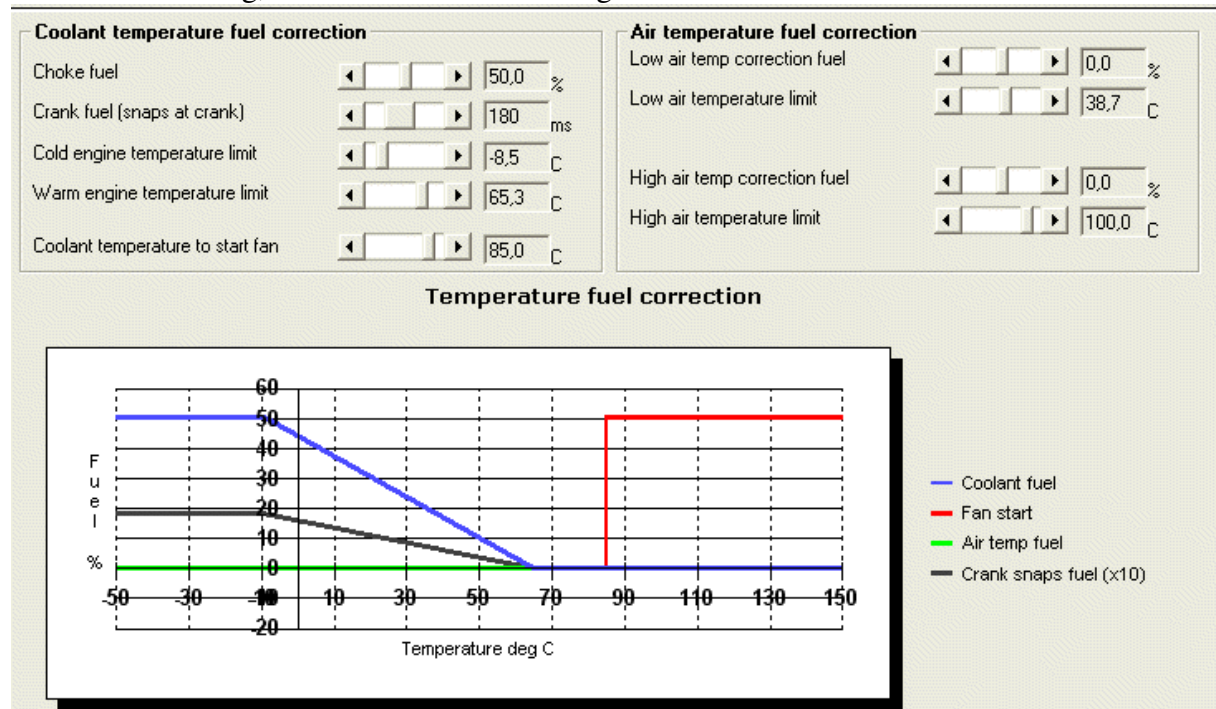 Coolant temperature fuel correction
Choke fuel 50,0 %
Crank fuel (snaps at crank) 180 ms
Cold engine temperature limit -8,5 C
Warm engine temperature limit 65,3 C
Coolant temperature to start fan 85,0 C
Air temperature fuel correction
Low air temp correction fuel 0,0 %
Low air temperature limit 38,7 C
High air temp correction fuel 0,0 %
High air temperature limit 100,0 C
Temperature fuel correction
60
50
40
30
20
10
0
-20
Fuel %
-50 -30 10 30 50 70 90 110 130 150
Temperature deg C
Coolant fuel
Fan start
Air temp fuel
Crank snaps fuel (x10)